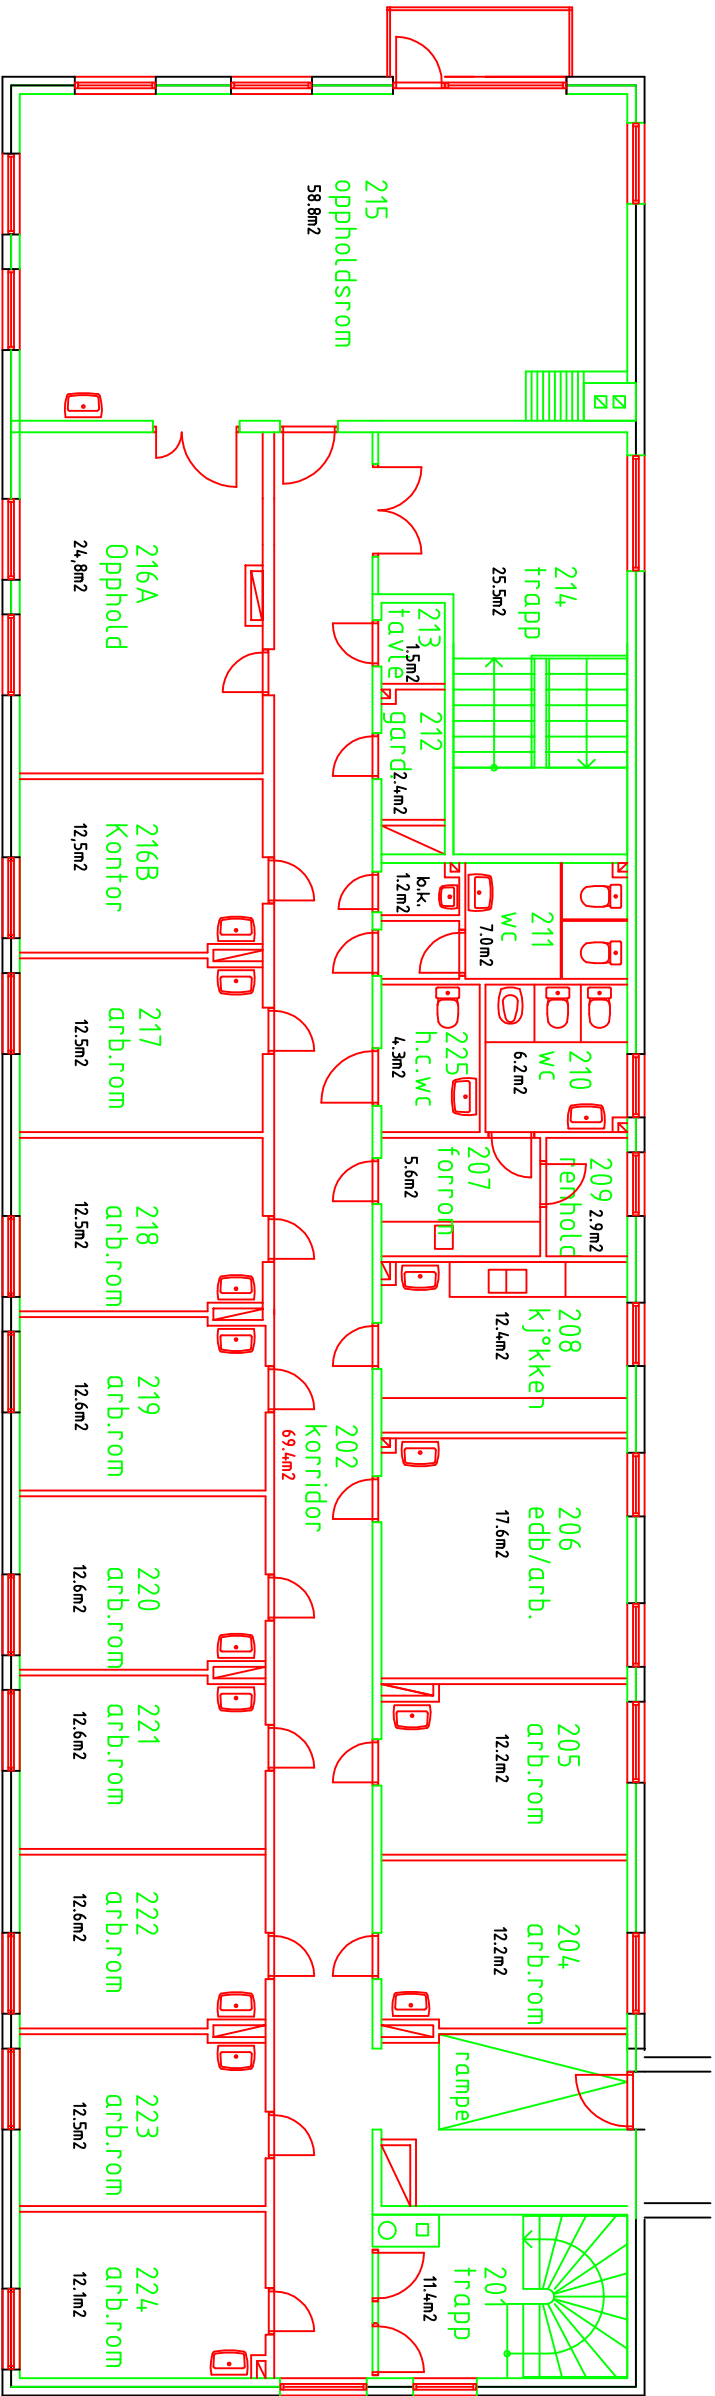 215
oppholdsrom
58.8m2
216A
Opphold
24,8m2
214
trapp
25.5m2
213
tavle
1.5m2
212
gard.
2.4m2
216B
Kontor
12,5m2
b.k.
1.2m2
211
wc
7.0m2
217
arb.rom
12.5m2
225
h.c.wc
4.3m2
210
wc
6.2m2
218
arb.rom
12.5m2
207
forrom
5.6m2
209
renhold
2.9m2
208
kj°kken
12.4m2
219
arb.rom
12.6m2
202
korridor
69.4m2
206
edb/arb.
17.6m2
220
arb.rom
12.6m2
221
arb.rom
12.6m2
205
arb.rom
12.2m2
222
arb.rom
12.6m2
204
arb.rom
12.2m2
rampe
223
arb.rom
12.5m2
224
arb.rom
12.1m2
201
trapp
11.4m2